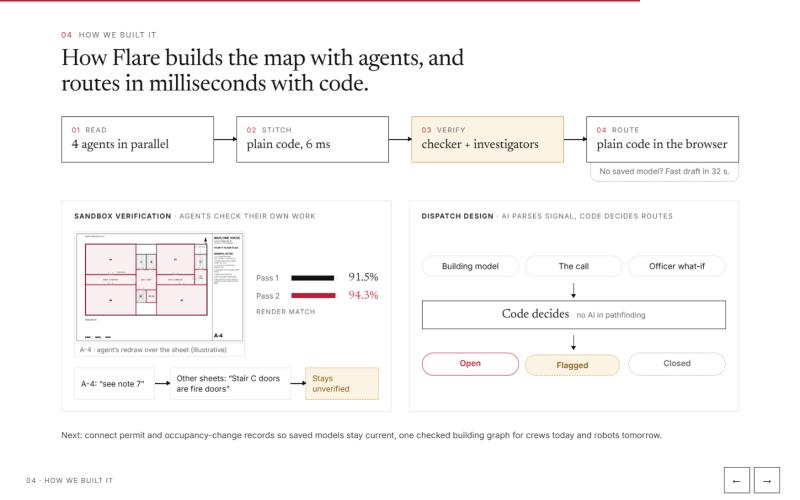 04 HOW WE BUILT IT
How Flare builds the map with agents, and
routes in milliseconds with code.
01 READ
4 agents in parallel
02 STITCH
plain code, 6 ms
03 VERIFY
checker + investigators
04 ROUTE
plain code in the browser
No saved model? Fast draft in 32 s.
SANDBOX VERIFICATION · AGENTS CHECK THEIR OWN WORK
A-4
A-4 · agent's redraw over the sheet (illustrative)
Pass 1 91.5%
Pass 2 94.3%
RENDER MATCH
A-4: “see note 7”
Other sheets: “Stair C doors
are fire doors”
Stays
unverified
DISPATCH DESIGN · AI PARSES SIGNAL, CODE DECIDES ROUTES
Building model
The call
Officer what-if
Code decides no AI in pathfinding
Open
Flagged
Closed
Next: connect permit and occupancy-change records so saved models stay current, one checked building graph for crews today and robots tomorrow.
04 · HOW WE BUILT IT
← →